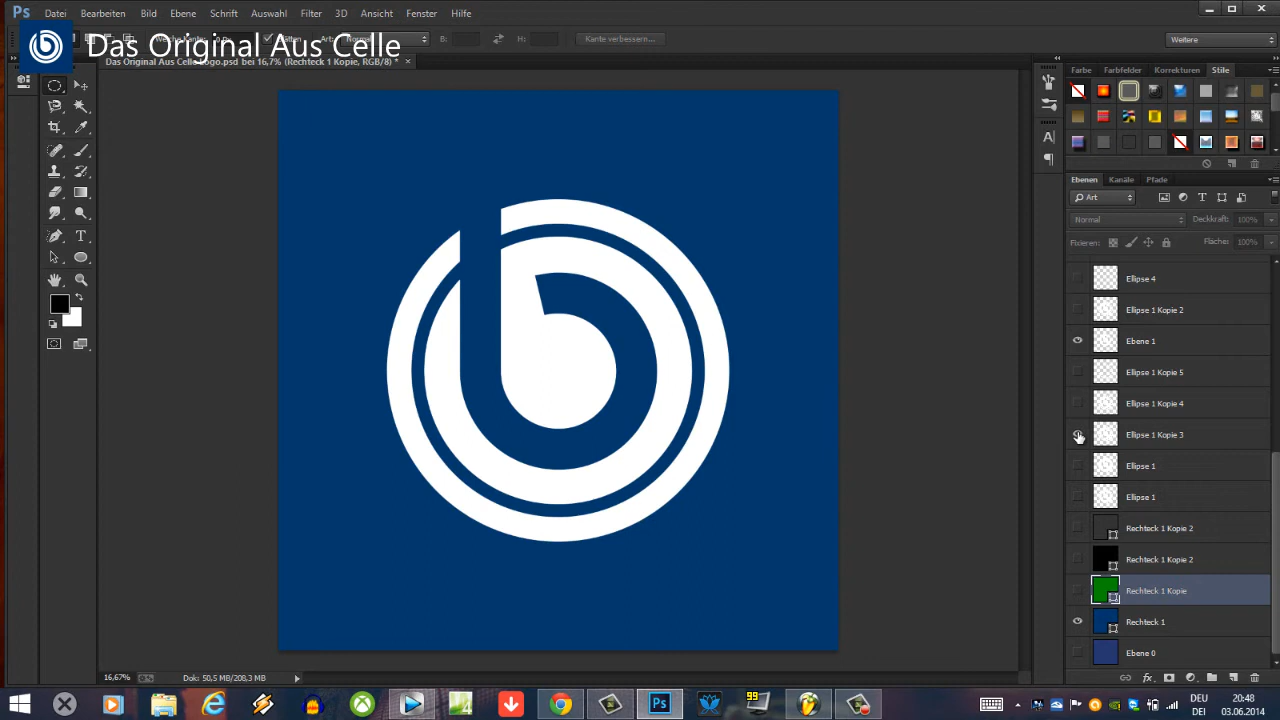 Ps Datei Bearbeiten Bild Ebene Schrift Auswahl Filter 3D Ansicht Fenster Hilfe
Das Original Aus Celle
Normal B: H: Kante verbessern... Weitere
Das Original Aus Celle Logo.psd bei 16,7% (Rechteck 1 Kopie, RGB/8) * ×
Farbe Farbfelder Korrekturen Stile
Ebenen Kanäle Pfade
Art
Normal Deckkraft: 100%
Fixieren: Fläche: 100%
Ellipse 4
Ellipse 1 Kopie 2
Ebene 1
Ellipse 1 Kopie 5
Ellipse 1 Kopie 4
Ellipse 1 Kopie 3
Ellipse 1
Ellipse 1
Rechteck 1 Kopie 2
Rechteck 1 Kopie 2
Rechteck 1 Kopie
Rechteck 1
Ebene 0
16,67% Dok: 50,5 MB/208,3 MB
Ps 99 DEU 20:48
DEI 03.06.2014